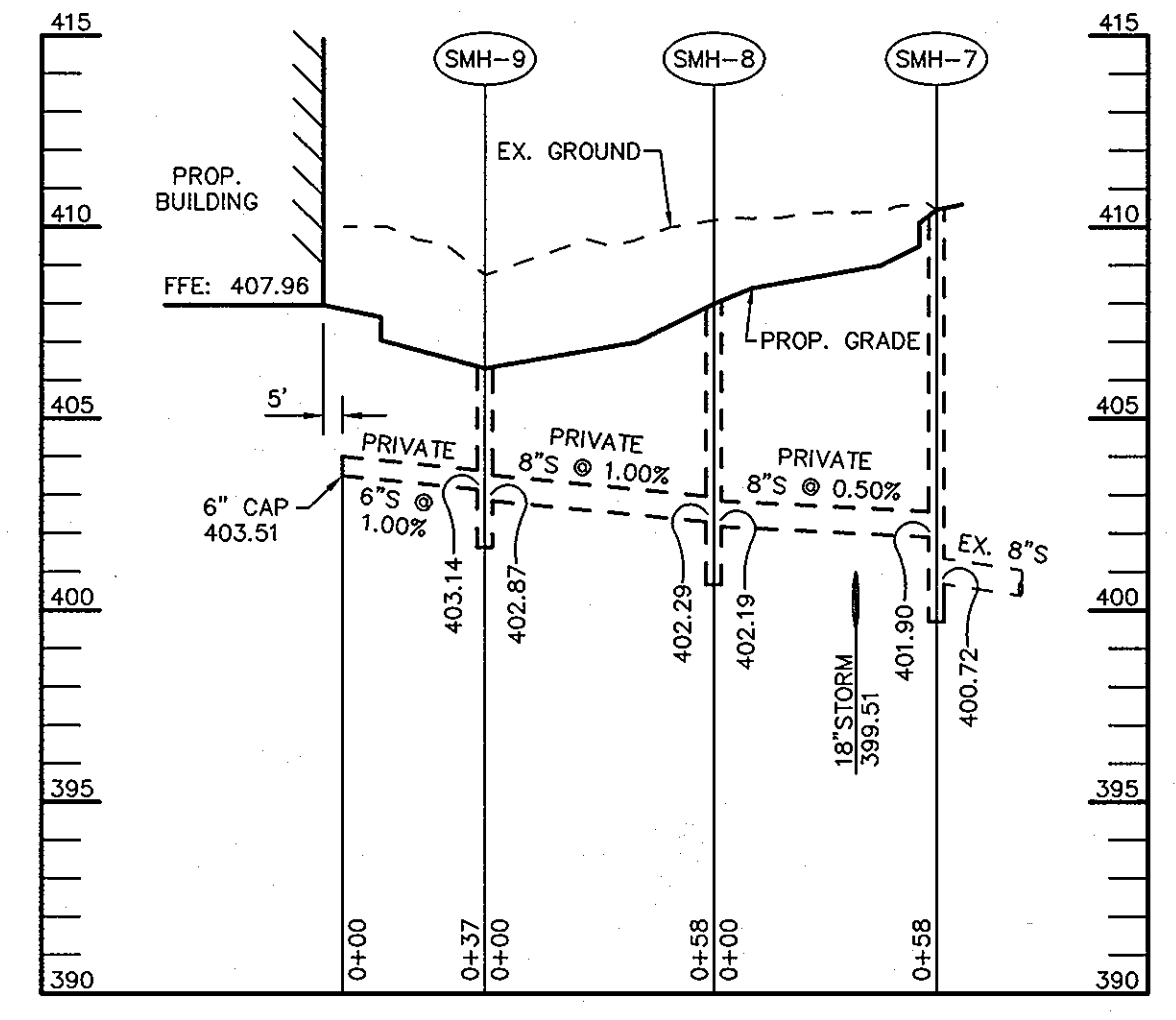 415
415
SMH-9
SMH-8
SMH-7
EX. GROUND
PROP.
BUILDING
410
410
FFE: 407.96
PROP. GRADE
405
405
5'
PRIVATE
PRIVATE
8"S @ 1.00%
PRIVATE
8"S @ 0.50%
6" CAP
403.51
6"S @
1.00%
EX. 8"S
403.14
402.87
402.29
402.19
401.90
400.72
400
400
18"STORM
399.51
395
395
0+00
0+37
0+00
0+58
0+00
0+58
390
390